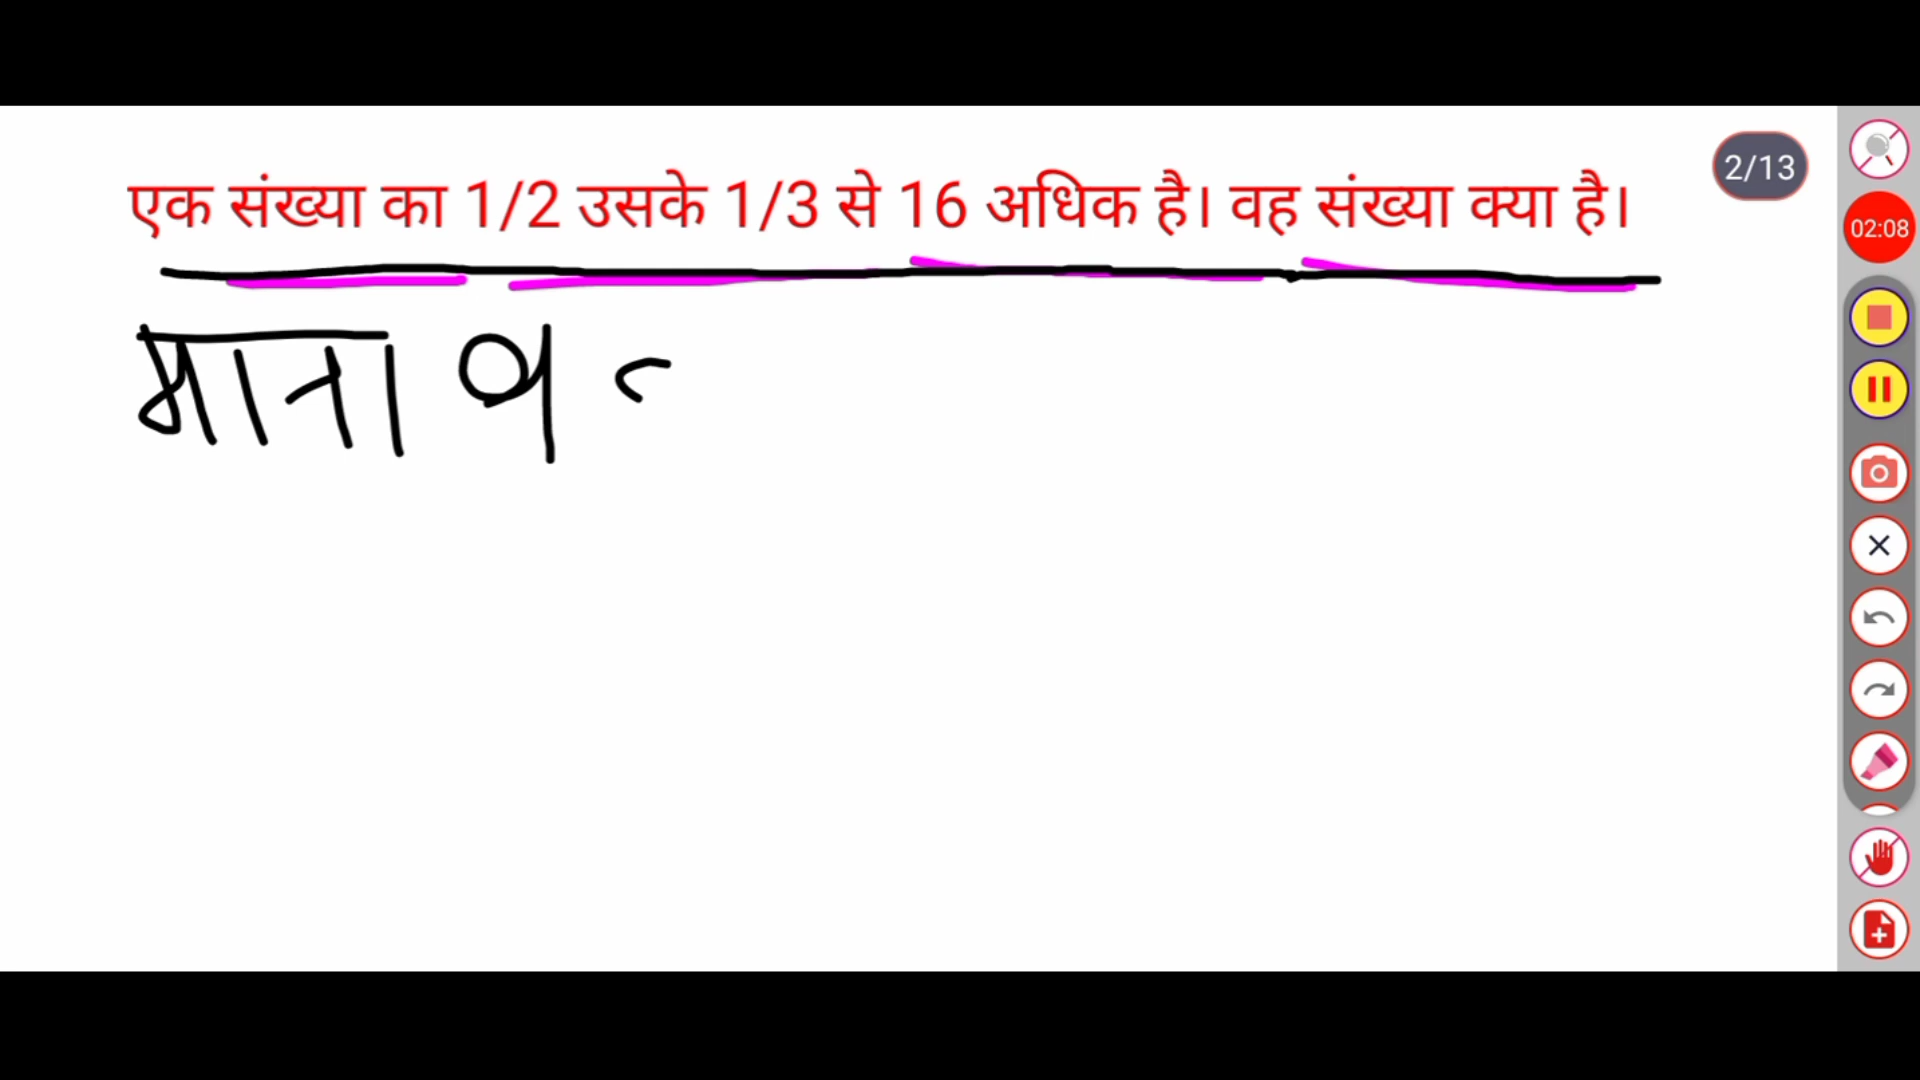 एक संख्या का 1/2 उसके 1/3 से 16 अधिक है। वह संख्या क्या है।
2/13
02:08
माना